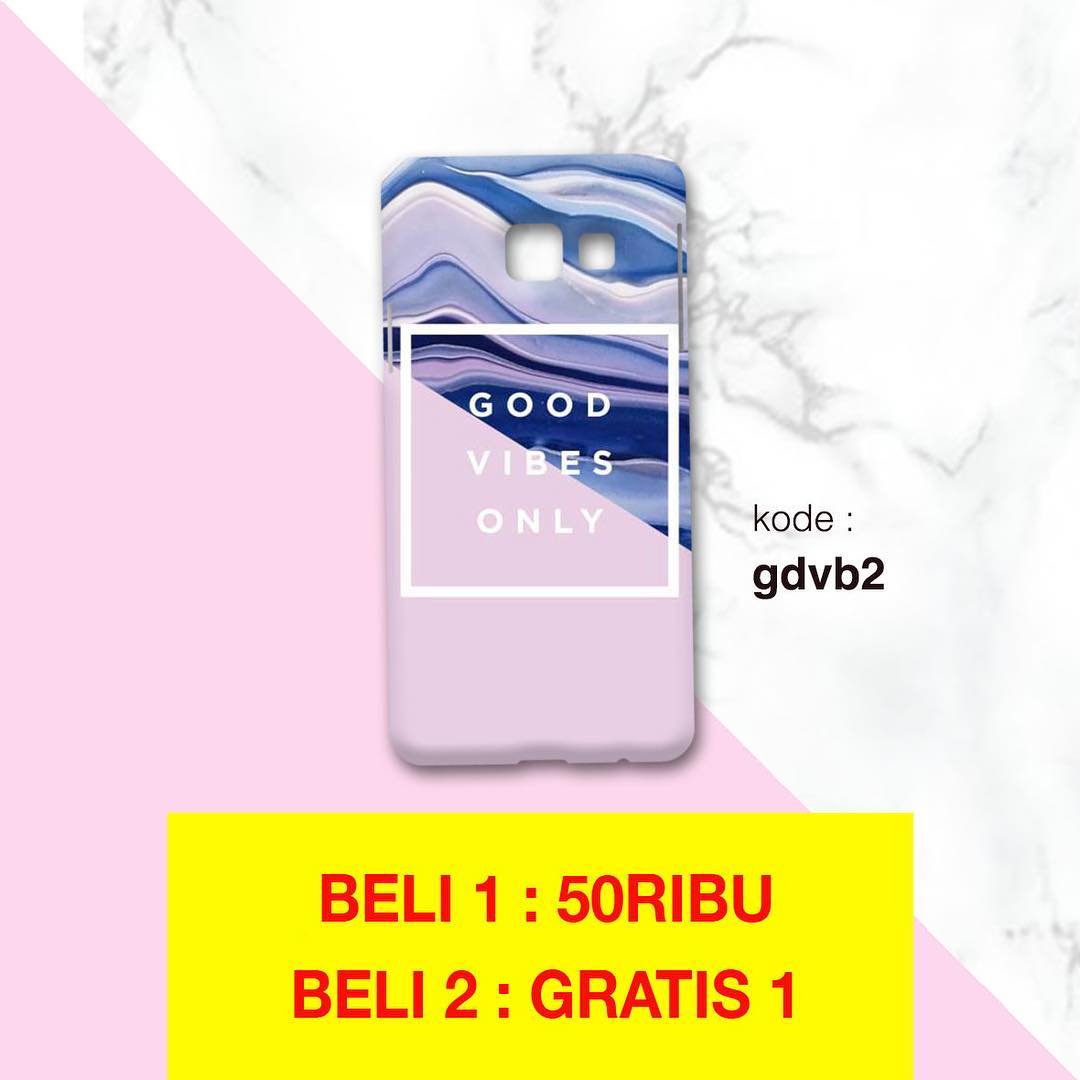 GOOD
VIBES
ONLY
kode :
gdvb2
BELI 1 : 50RIBU
BELI 2 : GRATIS 1